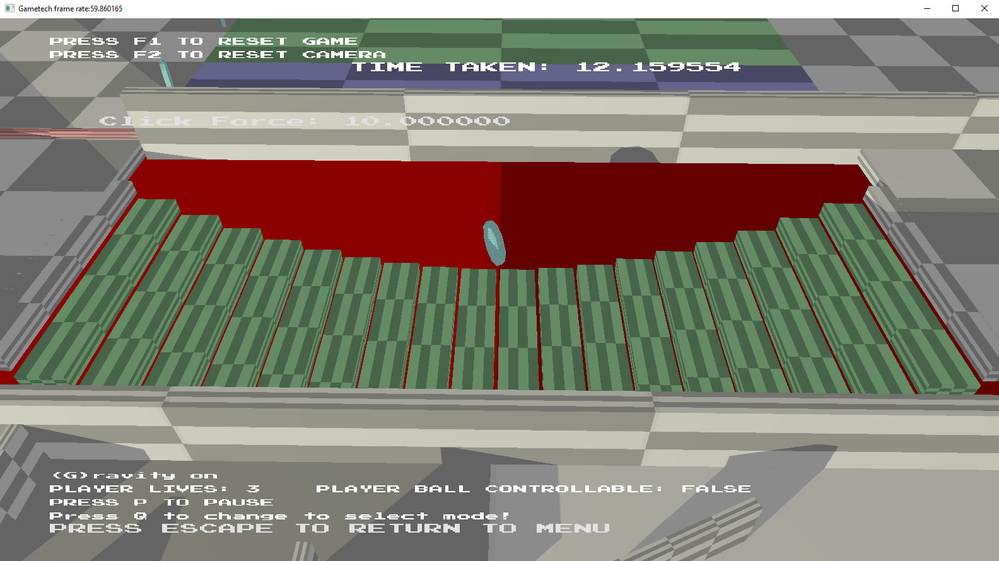 Gametech frame rate:59.860165
PRESS F1 TO RESET GAME
PRESS F2 TO RESET CAMERA
TIME TAKEN: 12.159554
Click Force: 10.000000
(G)ravity on
PLAYER LIVES: 3 PLAYER BALL CONTROLLABLE: FALSE
PRESS P TO PAUSE
Press Q to change to select mode!
PRESS ESCAPE TO RETURN TO MENU